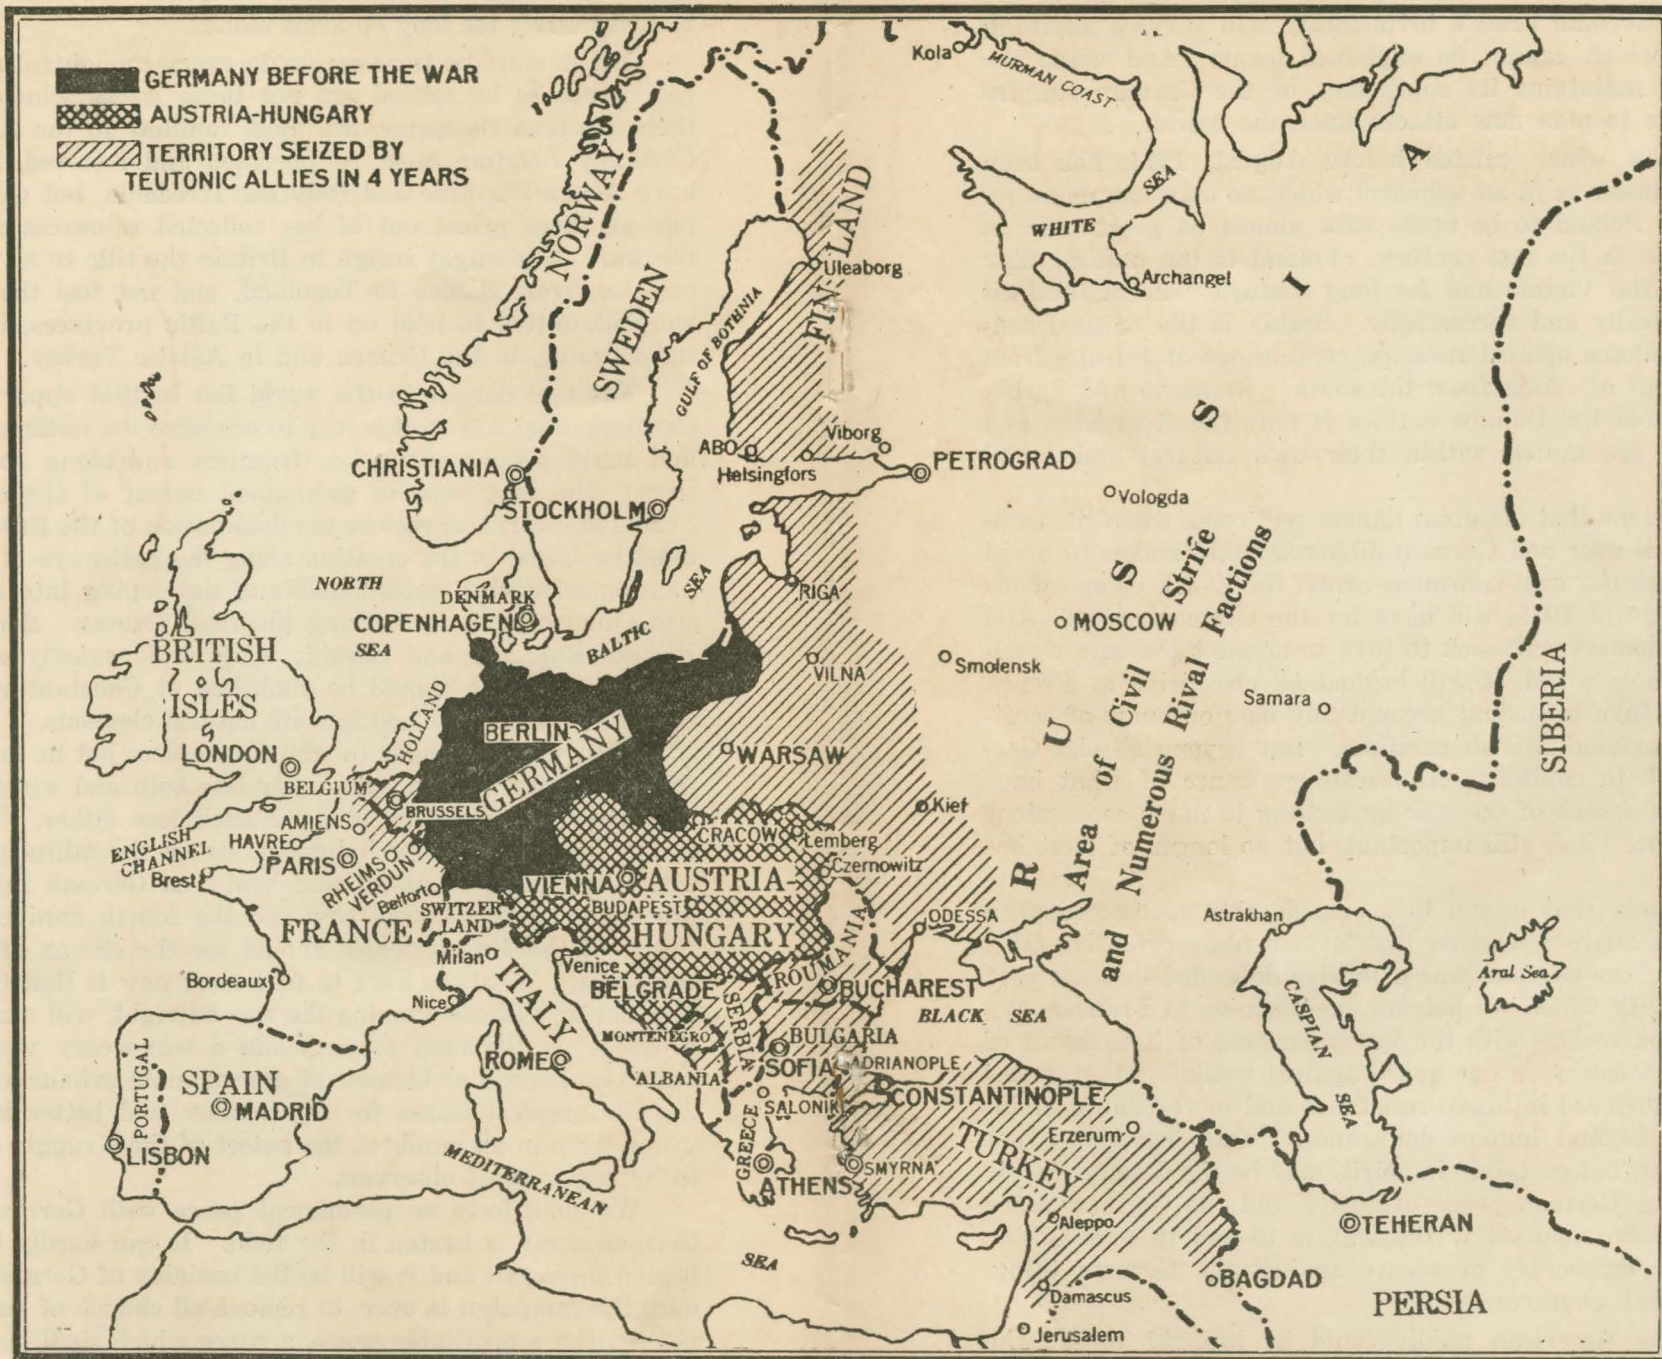 GERMANY BEFORE THE WAR
AUSTRIA-HUNGARY
TERRITORY SEIZED BY
TEUTONIC ALLIES IN 4 YEARS
Kola
MURMAN COAST
WHITE
SEA
Archangel
NORWAY
SWEDEN
GULF OF BOTHNIA
FINLAND
Uleaborg
ABO
Helsingfors
Viborg
PETROGRAD
CHRISTIANIA
STOCKHOLM
Vologda
NORTH
SEA
DENMARK
COPENHAGEN
BALTIC
SEA
RIGA
VILNA
MOSCOW
Smolensk
Samara
RUSSIA
Area of Civil Strife
and Numerous Rival Factions
SIBERIA
BRITISH
ISLES
LONDON
HOLLAND
BERLIN
GERMANY
WARSAW
BELGIUM
BRUSSELS
AMIENS
ENGLISH
CHANNEL
HAVRE
PARIS
Brest
RHEIMS
VERDUN
Belfort
FRANCE
SWITZER
LAND
CRACOW
Lemberg
Czernowitz
Kief
VIENNA
AUSTRIA-
BUDAPEST
HUNGARY
ODESSA
Astrakhan
Aral Sea
Bordeaux
Milan
Venice
Nice
ITALY
BELGRADE
ROUMANIA
BUCHAREST
BLACK SEA
CASPIAN
SEA
SERBIA
MONTENEGRO
BULGARIA
SOFIA
ADRIANOPLE
ALBANIA
CONSTANTINOPLE
SALONIKI
ROME
PORTUGAL
SPAIN
MADRID
LISBON
GREECE
ATHENS
SMYRNA
TURKEY
Erzerum
MEDITERRANEAN
SEA
Aleppo
Damascus
Jerusalem
BAGDAD
TEHERAN
PERSIA